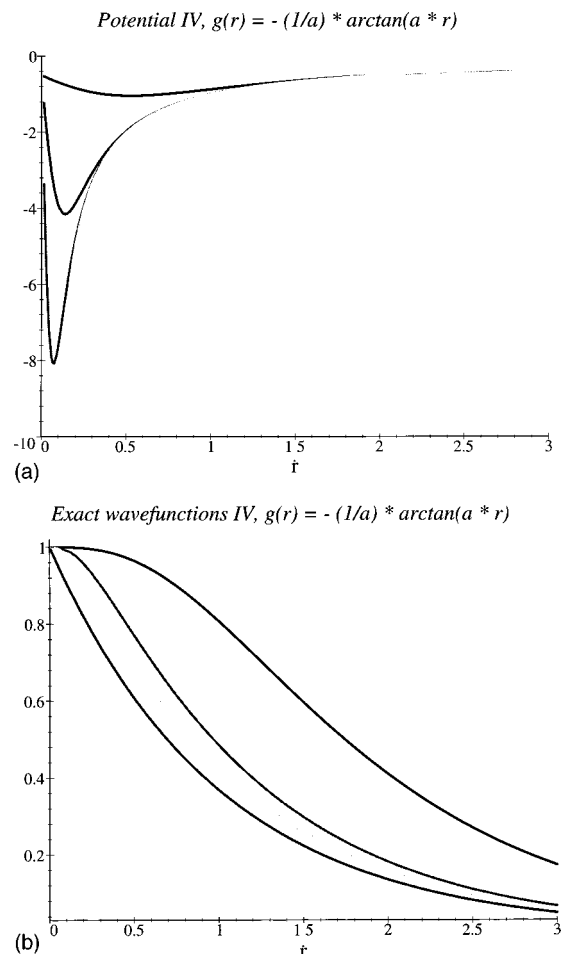 Potential IV, g(r) = - (1/a) * arctan(a * r)
0
-2
-4
-6
-8
-10
0 0.5 1 1.5 2 2.5 3
r
(a)
Exact wavefunctions IV, g(r) = - (1/a) * arctan(a * r)
1
0.8
0.6
0.4
0.2
0 0.5 1 1.5 2 2.5 3
r
(b)